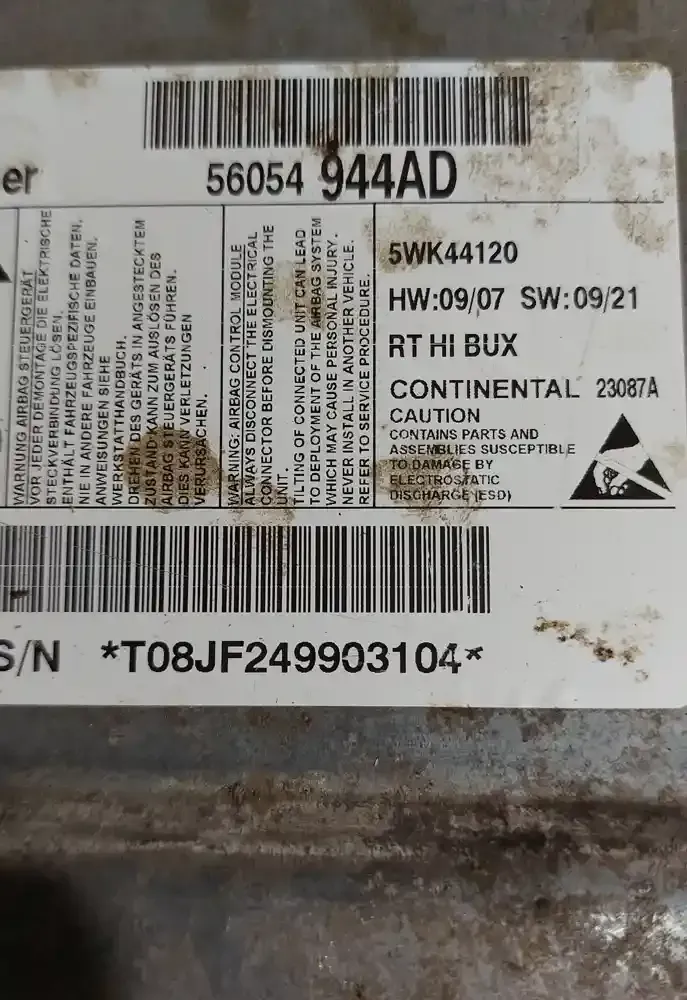 er
56054 944AD
WARNUNG AIRBAG STEUERGERÄT
VOR JEDER DEMONTAGE DIE ELEKTRISCHE
STECKVERBINDUNG LÖSEN.
ENTHÄLT FAHRZEUGSPEZIFISCHE DATEN.
NIE IN ANDERE FAHRZEUGE EINBAUEN.
ANWEISUNGEN SIEHE
WERKSTATTHANDBUCH.
DREHEN DES GERÄTS IN ANGESTECKTEM
ZUSTAND KANN ZUM AUSLÖSEN DES
AIRBAG STEUERGERÄTS FÜHREN.
DIES KANN VERLETZUNGEN
VERURSACHEN.
WARNING: AIRBAG CONTROL MODULE
ALWAYS DISCONNECT THE ELECTRICAL
CONNECTOR BEFORE DISMOUNTING THE
UNIT.
TILTING OF CONNECTED UNIT CAN LEAD
TO DEPLOYMENT OF THE AIRBAG SYSTEM
WHICH MAY CAUSE PERSONAL INJURY.
NEVER INSTALL IN ANOTHER VEHICLE.
REFER TO SERVICE PROCEDURE.
5WK44120
HW:09/07 SW:09/21
RT HI BUX
CONTINENTAL 23087A
CAUTION
CONTAINS PARTS AND
ASSEMBLIES SUSCEPTIBLE
TO DAMAGE BY
ELECTROSTATIC
DISCHARGE (ESD)
S/N *T08JF249903104*